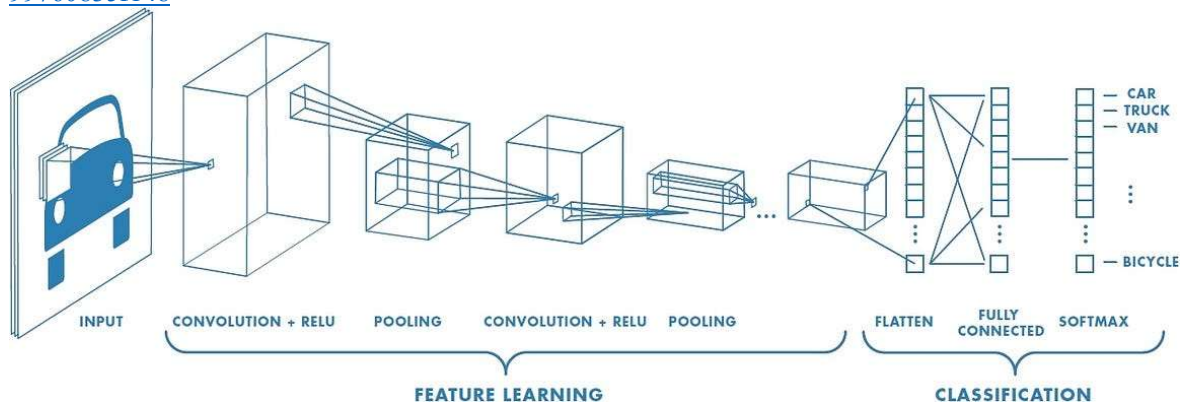 CAR
TRUCK
VAN
BICYCLE
INPUT
CONVOLUTION + RELU
POOLING
CONVOLUTION + RELU
POOLING
FLATTEN
FULLY
CONNECTED
SOFTMAX
FEATURE LEARNING
CLASSIFICATION